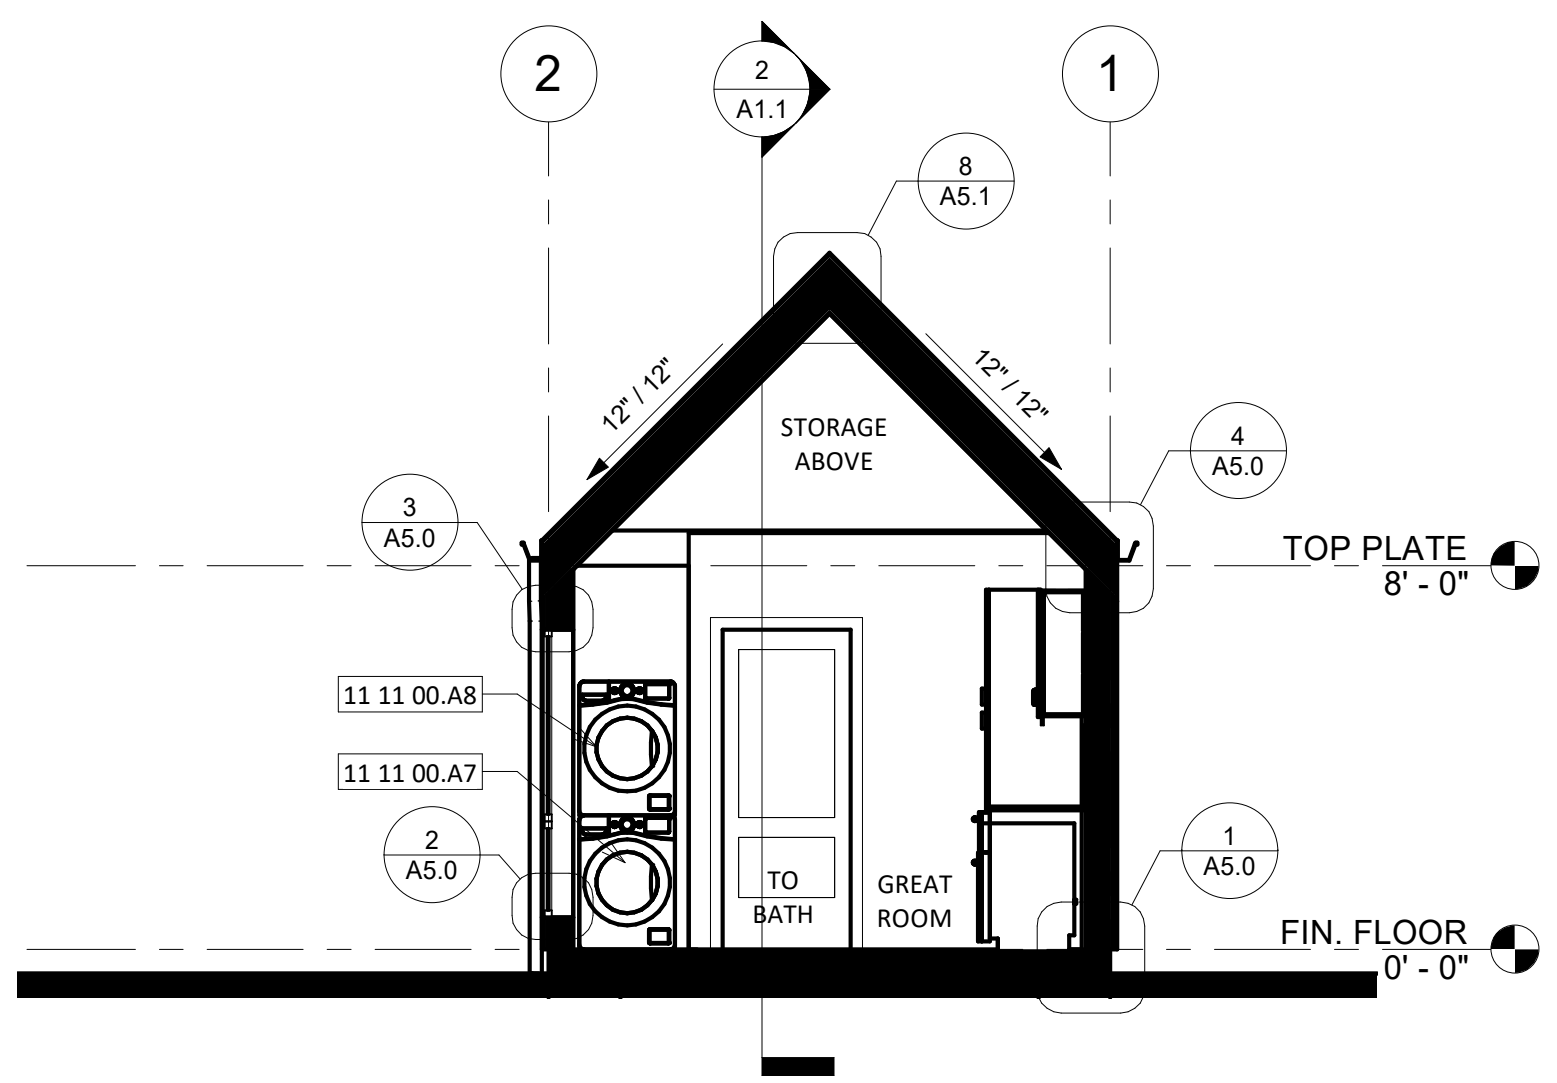 2
2
A1.1
1
8
A5.1
12" / 12"
12" / 12"
STORAGE
ABOVE
4
A5.0
3
A5.0
TOP PLATE
8' - 0"
11 11 00.A8
11 11 00.A7
2
A5.0
1
A5.0
TO
BATH
GREAT
ROOM
FIN. FLOOR
0' - 0"